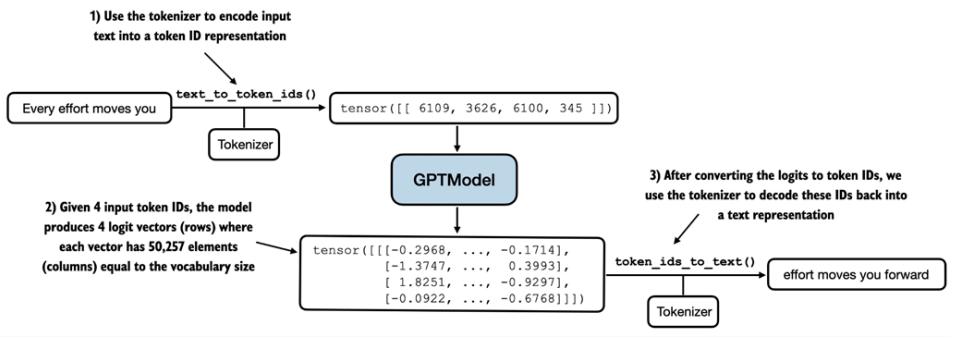 1) Use the tokenizer to encode input
text into a token ID representation
text_to_token_ids()
Every effort moves you
tensor([[ 6109, 3626, 6100, 345 ]])
Tokenizer
GPTModel
3) After converting the logits to token IDs, we
use the tokenizer to decode these IDs back into
a text representation
2) Given 4 input token IDs, the model
produces 4 logit vectors (rows) where
each vector has 50,257 elements
(columns) equal to the vocabulary size
tensor([[[-0.2968, ..., -0.1714],
[-1.3747, ..., 0.3993],
[ 1.8251, ..., -0.9297],
[-0.0922, ..., -0.6768]]])
token_ids_to_text()
effort moves you forward
Tokenizer